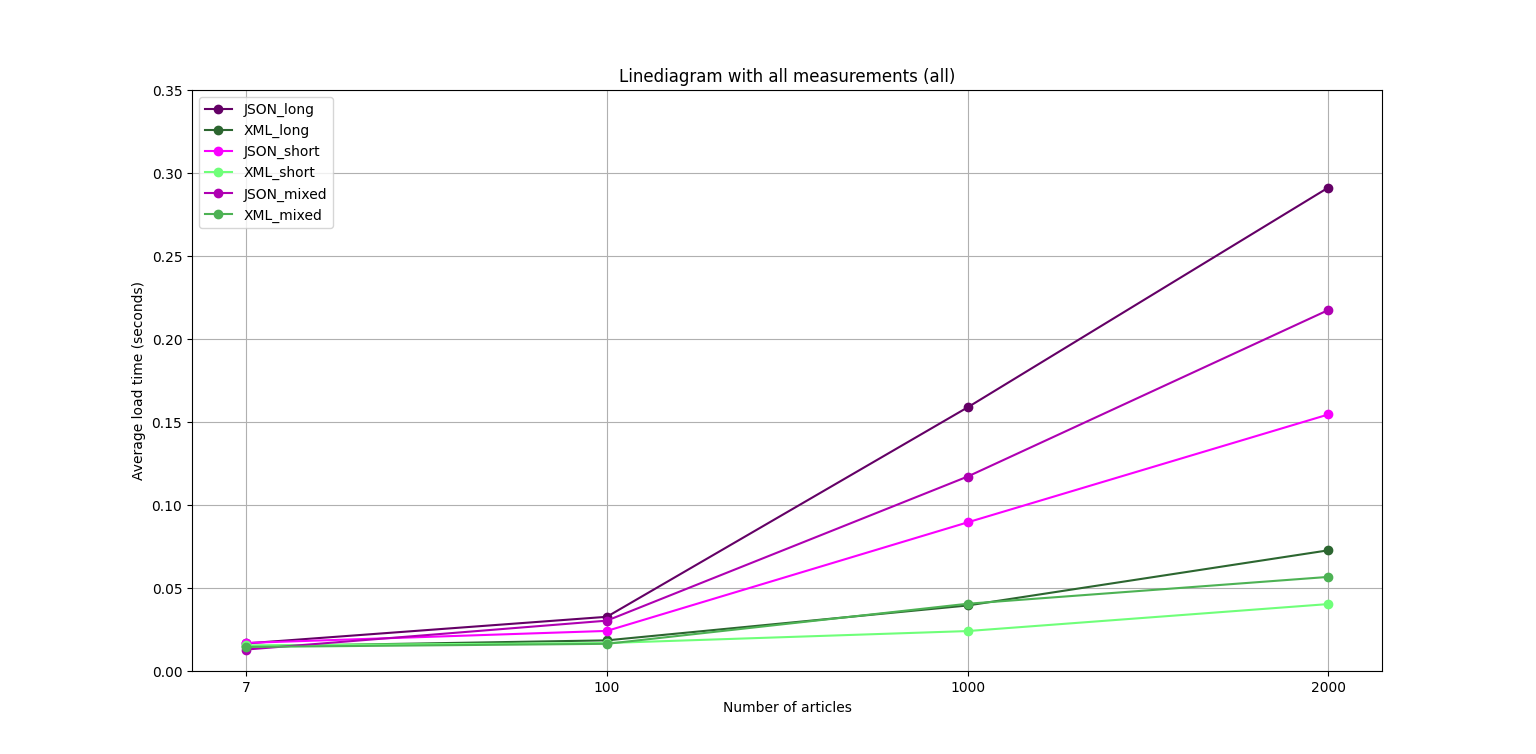 Linediagram with all measurements (all)
0.35
0.30
0.25
0.20
0.15
0.10
0.05
0.00
Average load time (seconds)
JSON_long
XML_long
JSON_short
XML_short
JSON_mixed
XML_mixed
7 100 1000 2000
Number of articles